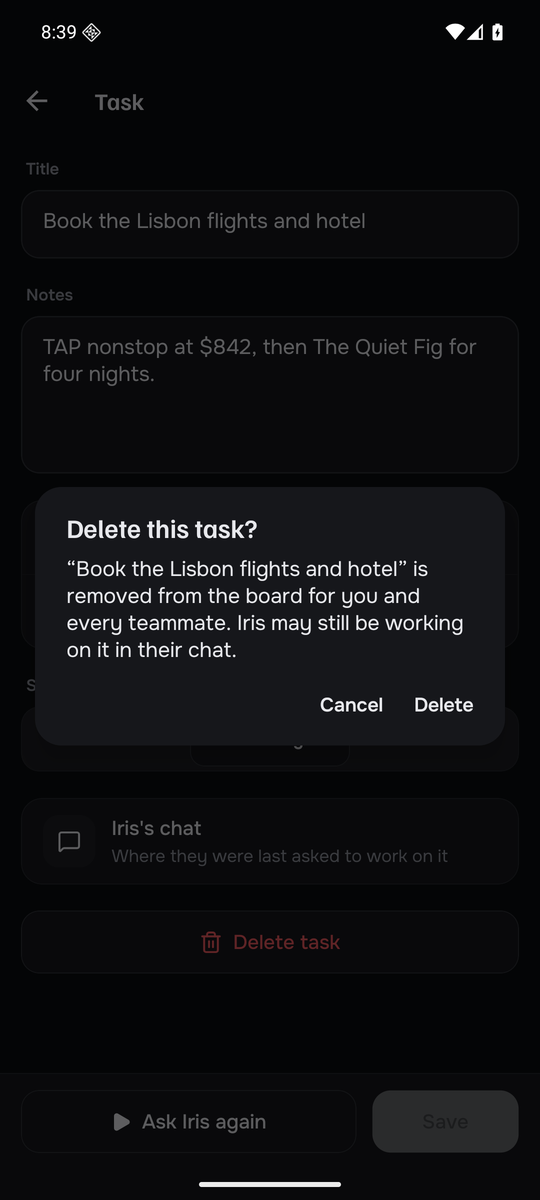 8:39
Task
Title
Book the Lisbon flights and hotel
Notes
TAP nonstop at $842, then The Quiet Fig for
four nights.
Delete this task?
“Book the Lisbon flights and hotel” is
removed from the board for you and
every teammate. Iris may still be working
on it in their chat.
Cancel
Delete
Iris's chat
Where they were last asked to work on it
Delete task
Ask Iris again
Save